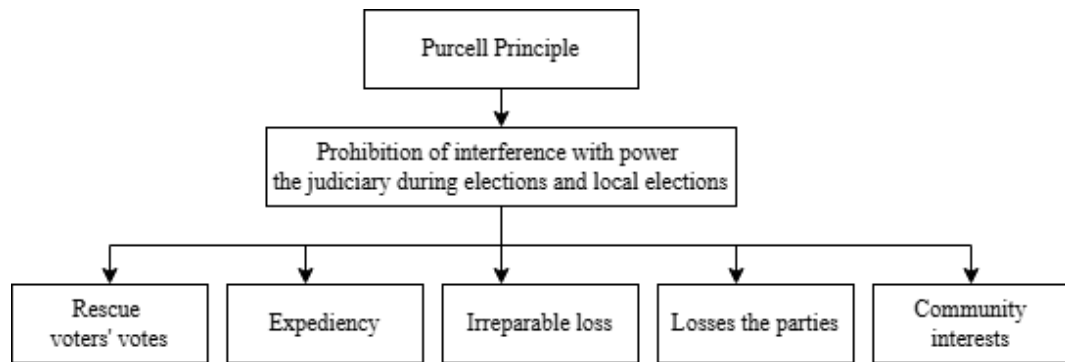 Purcell Principle
Prohibition of interference with power
the judiciary during elections and local elections
Rescue
voters' votes
Expediency
Irreparable loss
Losses the parties
Community
interests